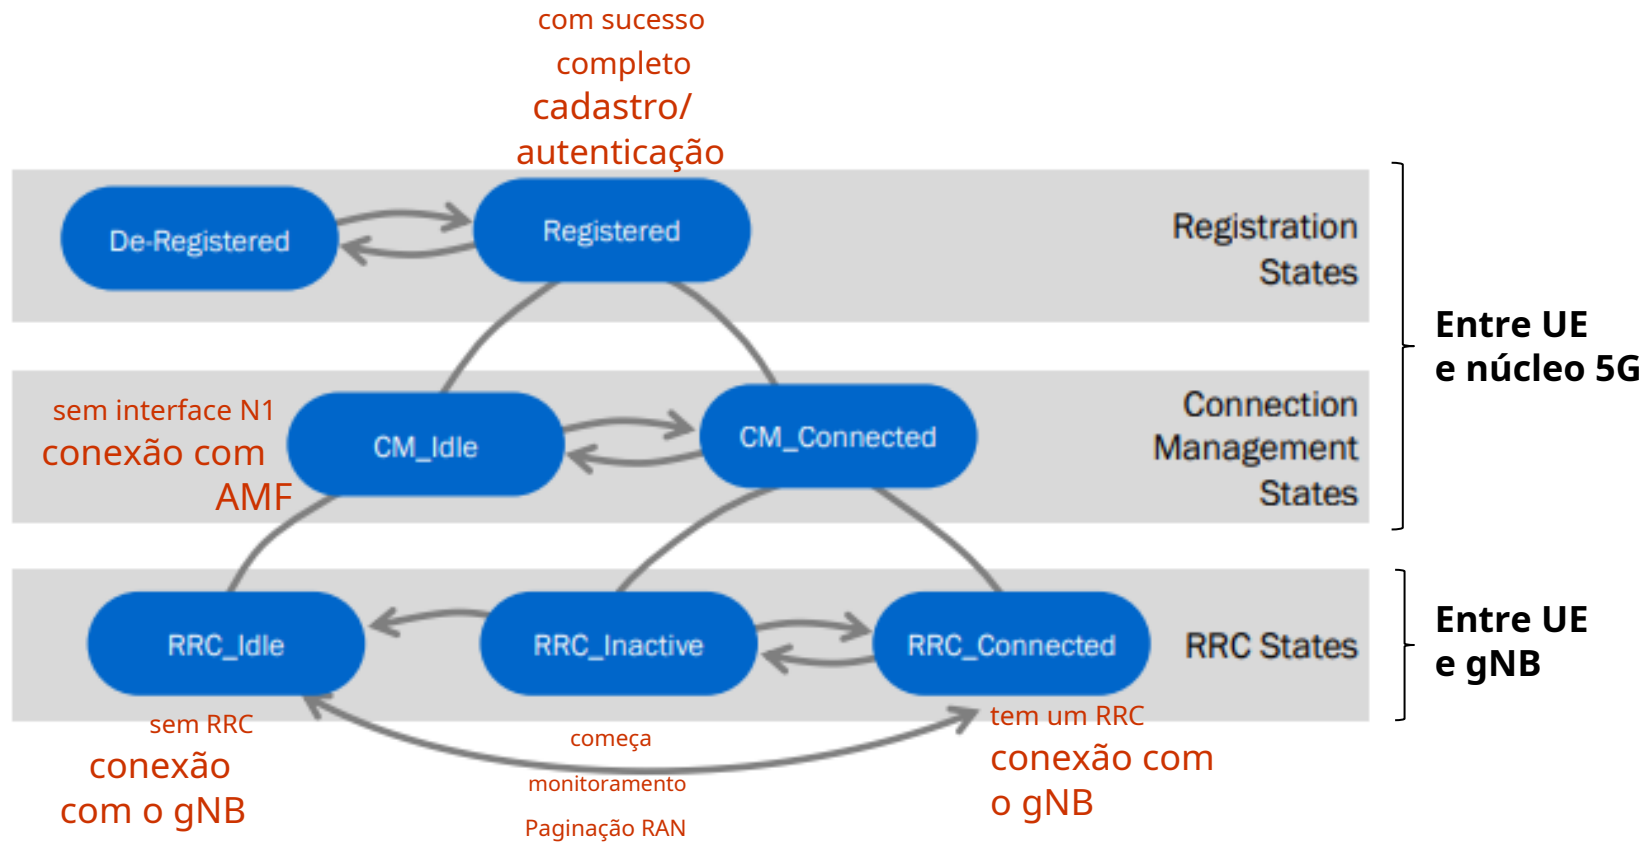 com sucesso
completo
cadastro/
autenticação
De-Registered
Registered
Registration
States
Entre UE
e núcleo 5G
sem interface N1
conexão com
AMF
CM_Idle
CM_Connected
Connection
Management
States
RRC_Idle
RRC_Inactive
RRC_Connected
RRC States
Entre UE
e gNB
sem RRC
conexão
com o gNB
começa
monitoramento
Paginação RAN
tem um RRC
conexão com
o gNB